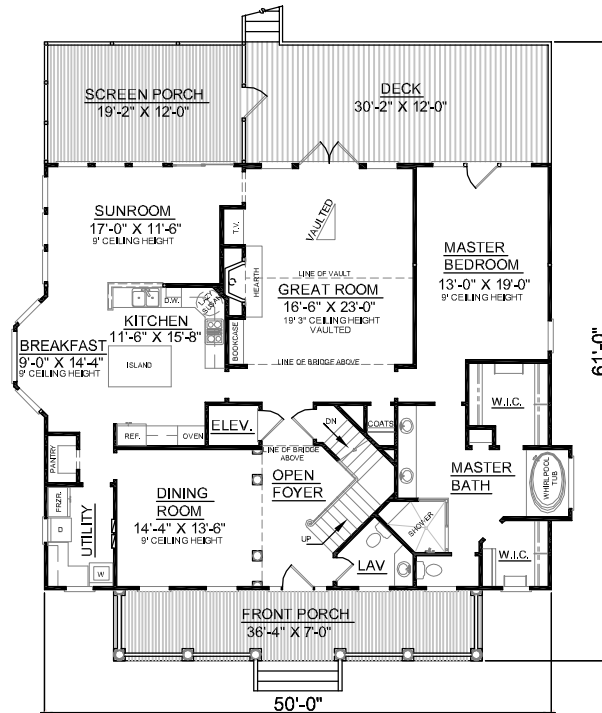 SCREEN PORCH
19'-2" X 12'-0"
DECK
30'-2" X 12'-0"
SUNROOM
17'-0" X 11'-6"
9' CEILING HEIGHT
T.V.
VAULTED
MASTER
BEDROOM
13'-0" X 19'-0"
9' CEILING HEIGHT
LINE OF VAULT
HEARTH
GREAT ROOM
16'-6" X 23'-0"
19' 3" CEILING HEIGHT
VAULTED
D.W.
LAZY
SUSAN
KITCHEN
11'-6" X 15'-8"
BREAKFAST
9'-0" X 14'-4"
9' CEILING HEIGHT
ISLAND
BOOKCASE
LINE OF BRIDGE ABOVE
61'-0"
W.I.C.
REF.
OVEN
ELEV.
DN
COATS
LINE OF BRIDGE
ABOVE
PANTRY
OPEN
FOYER
MASTER
BATH
WHIRLPOOL
TUB
FRZR.
DINING
ROOM
14'-4" X 13'-6"
9' CEILING HEIGHT
UTILITY
SHOWER
UP
W
LAV
W.I.C.
FRONT PORCH
36'-4" X 7'-0"
50'-0"